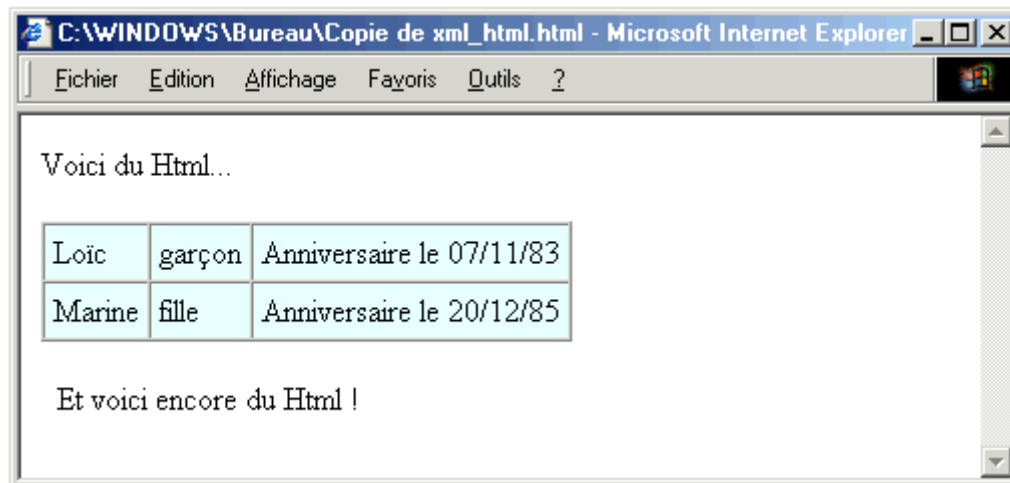 C:\WINDOWS\Bureau\Copie de xml_html.html - Microsoft Internet Explorer
Fichier Edition Affichage Favoris Outils ?
Voici du Html...
Loïc garçon Anniversaire le 07/11/83
Marine fille Anniversaire le 20/12/85
Et voici encore du Html !